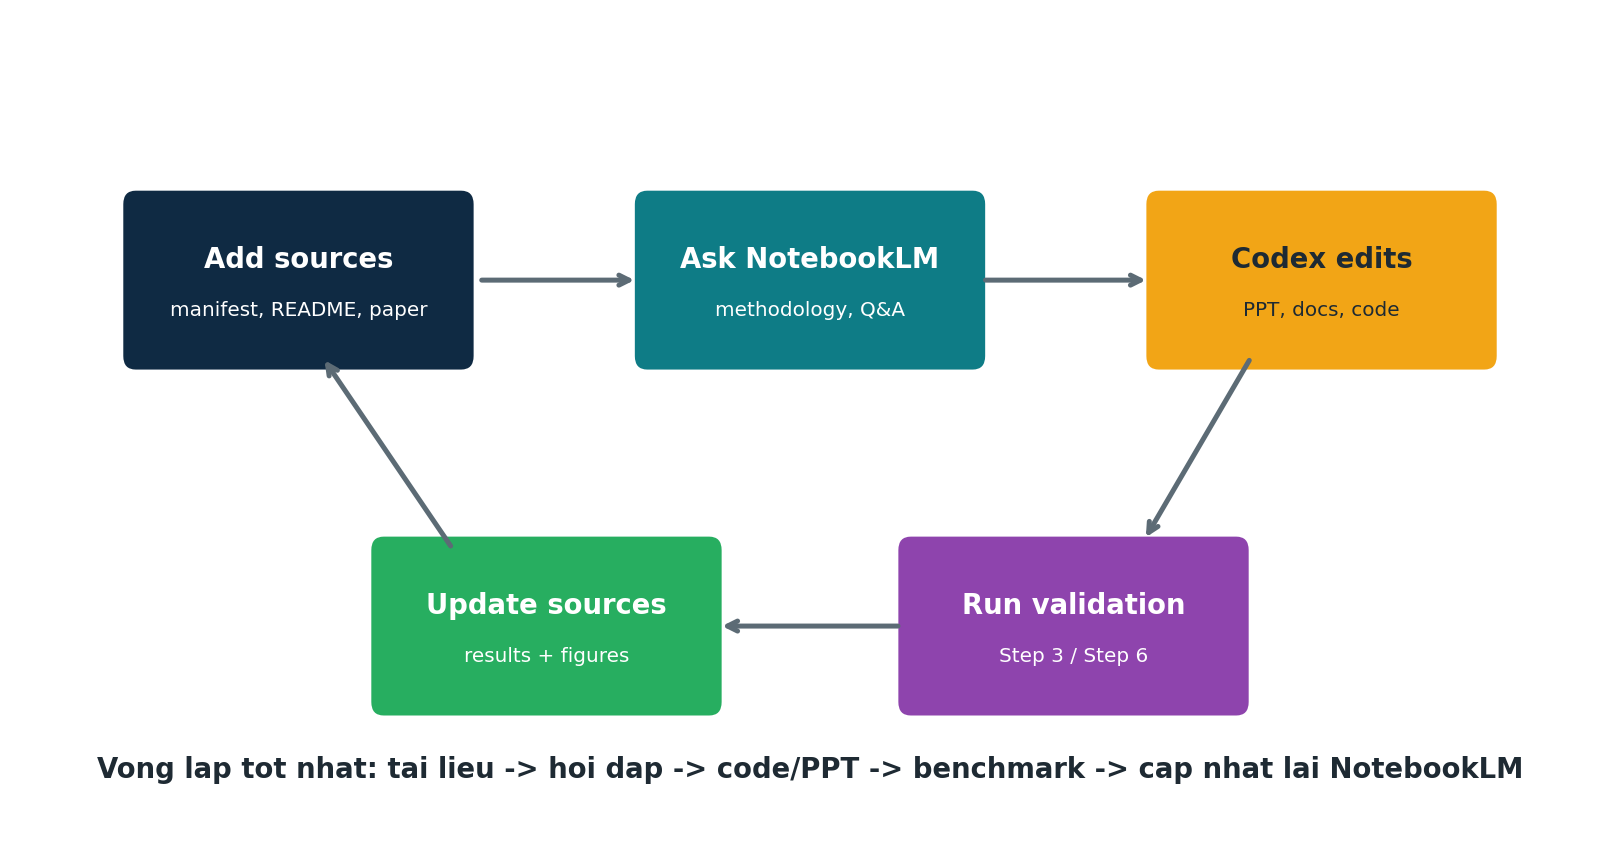 Add sources
manifest, README, paper
Ask NotebookLM
methodology, Q&A
Codex edits
PPT, docs, code
Update sources
results + figures
Run validation
Step 3 / Step 6
Vong lap tot nhat: tai lieu -> hoi dap -> code/PPT -> benchmark -> cap nhat lai NotebookLM